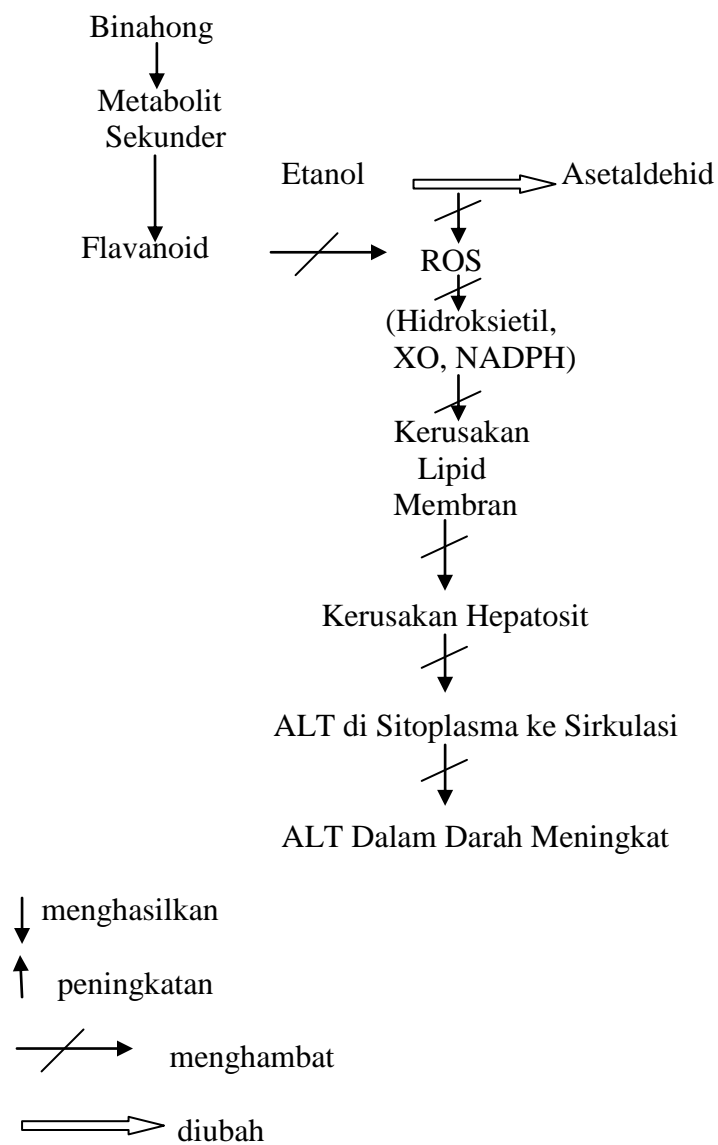 Binahong
Metabolit
Sekunder
Etanol
Asetaldehid
Flavanoid
ROS
(Hidroksietil,
XO, NADPH)
Kerusakan
Lipid
Membran
Kerusakan Hepatosit
ALT di Sitoplasma ke Sirkulasi
ALT Dalam Darah Meningkat
menghasilkan
peningkatan
menghambat
diubah